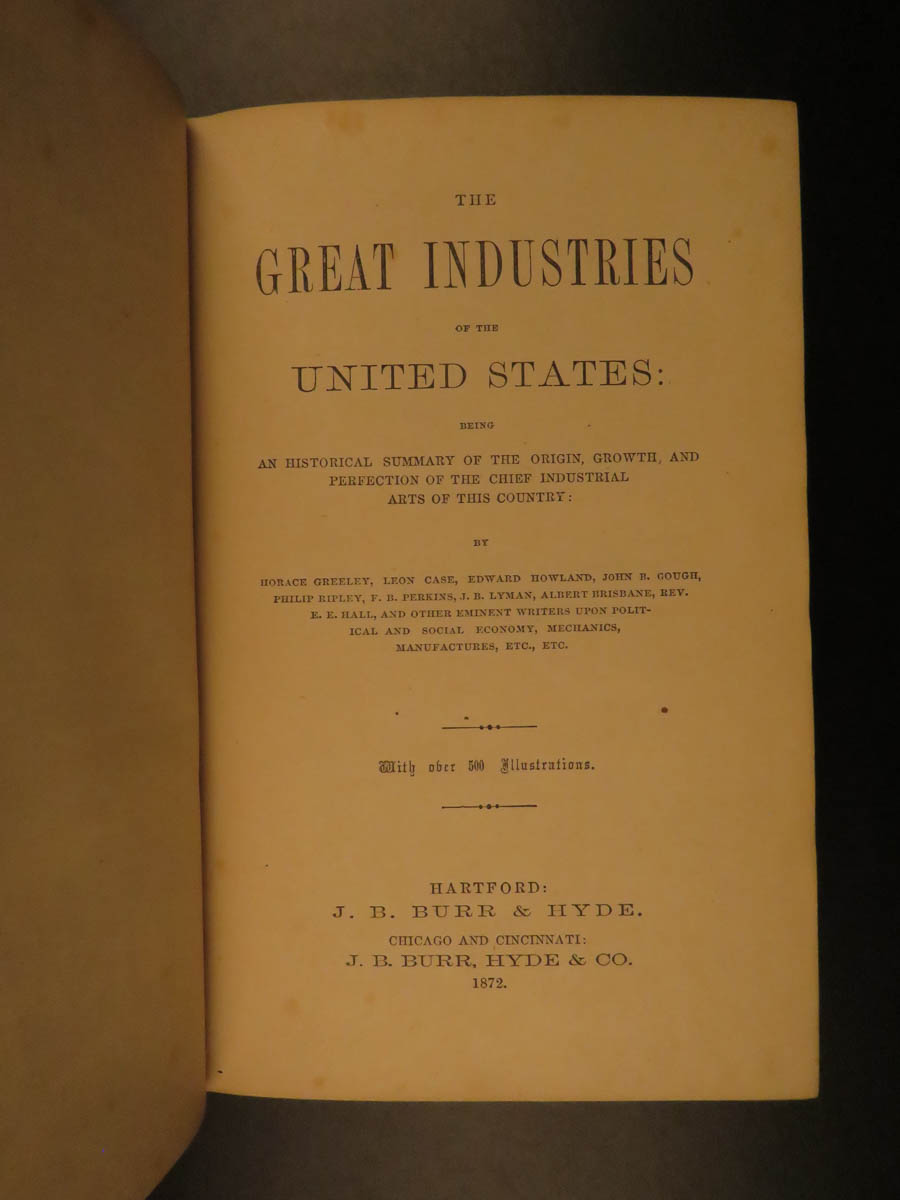 THE
GREAT INDUSTRIES
OF THE
UNITED STATES:
BEING
AN HISTORICAL SUMMARY OF THE ORIGIN, GROWTH, AND
PERFECTION OF THE CHIEF INDUSTRIAL
ARTS OF THIS COUNTRY:
BY
HORACE GREELEY, LEON CASE, EDWARD HOWLAND, JOHN B. GOUGH,
PHILIP RIPLEY, F. B. PERKINS, J. B. LYMAN, ALBERT BRISBANE, REV.
E. E. HALL, AND OTHER EMINENT WRITERS UPON POLIT-
ICAL AND SOCIAL ECONOMY, MECHANICS,
MANUFACTURES, ETC., ETC.
With over 500 Illustrations.
HARTFORD:
J. B. BURR & HYDE.
CHICAGO AND CINCINNATI:
J. B. BURR, HYDE & CO.
1872.